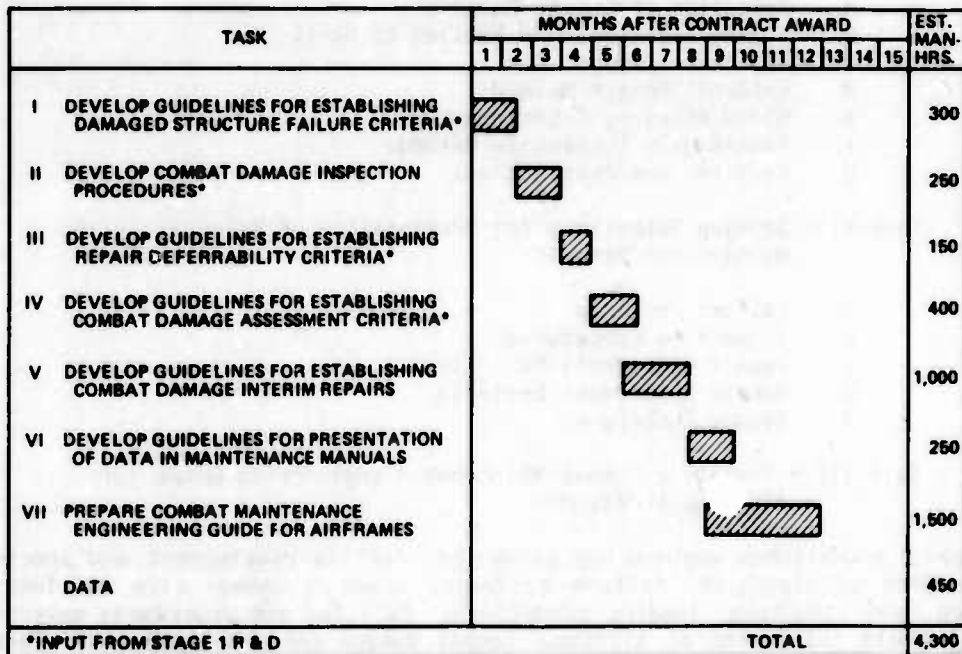 TASK
MONTHS AFTER CONTRACT AWARD
EST. MAN-HRS.
1 2 3 4 5 6 7 8 9 10 11 12 13 14 15
I DEVELOP GUIDELINES FOR ESTABLISHING
DAMAGED STRUCTURE FAILURE CRITERIA* 300
II DEVELOP COMBAT DAMAGE INSPECTION
PROCEDURES* 250
III DEVELOP GUIDELINES FOR ESTABLISHING
REPAIR DEFERRABILITY CRITERIA* 150
IV DEVELOP GUIDELINES FOR ESTABLISHING
COMBAT DAMAGE ASSESSMENT CRITERIA* 400
V DEVELOP GUIDELINES FOR ESTABLISHING
COMBAT DAMAGE INTERIM REPAIRS 1,000
VI DEVELOP GUIDELINES FOR PRESENTATION
OF DATA IN MAINTENANCE MANUALS 250
VII PREPARE COMBAT MAINTENANCE
ENGINEERING GUIDE FOR AIRFRAMES 1,500
DATA 450
*INPUT FROM STAGE 1 R & D TOTAL 4,300